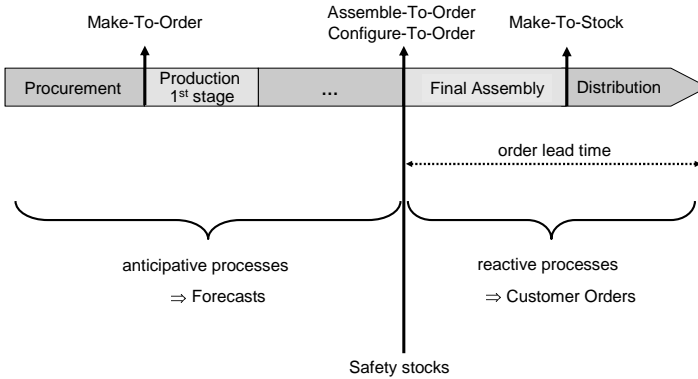 Make-To-Order
Assemble-To-Order
Configure-To-Order
Make-To-Stock
Procurement
Production
1st stage
...
Final Assembly
Distribution
order lead time
anticipative processes
⇒ Forecasts
reactive processes
⇒ Customer Orders
Safety stocks